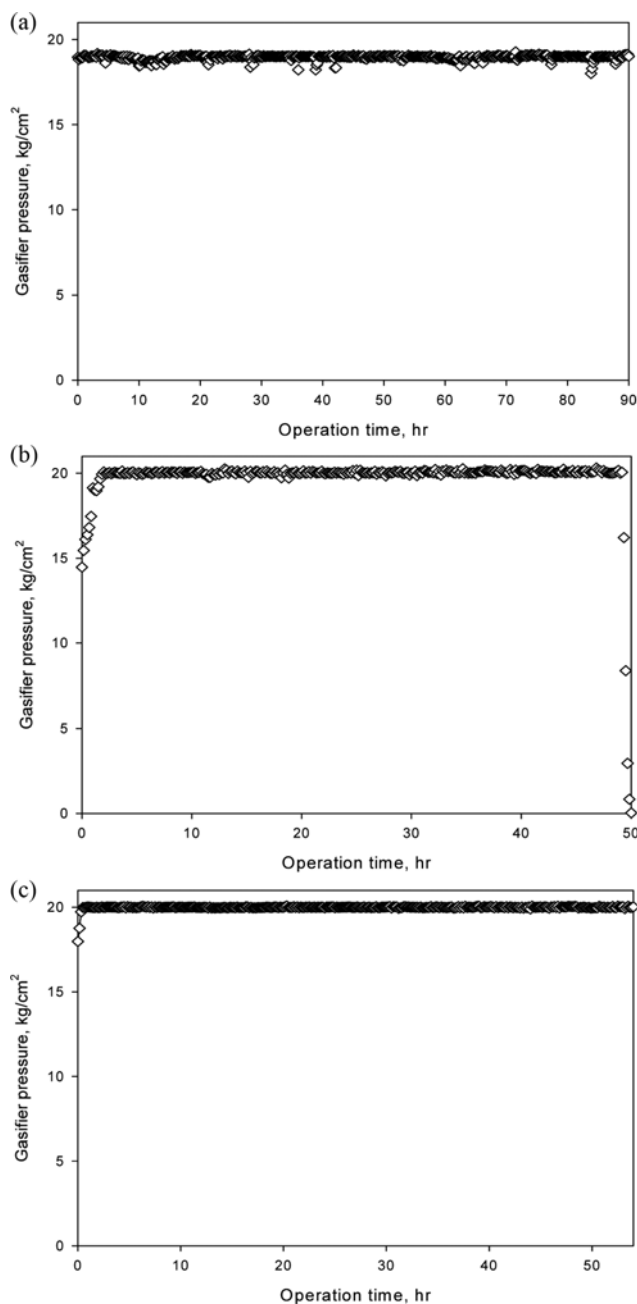 (a)
20
15
10
5
0
Gasifier pressure, kg/cm²
0 10 20 30 40 50 60 70 80 90
Operation time, hr
(b)
20
15
10
5
0
Gasifier pressure, kg/cm²
0 10 20 30 40 50
Operation time, hr
(c)
20
15
10
5
0
Gasifier pressure, kg/cm²
0 10 20 30 40 50
Operation time, hr